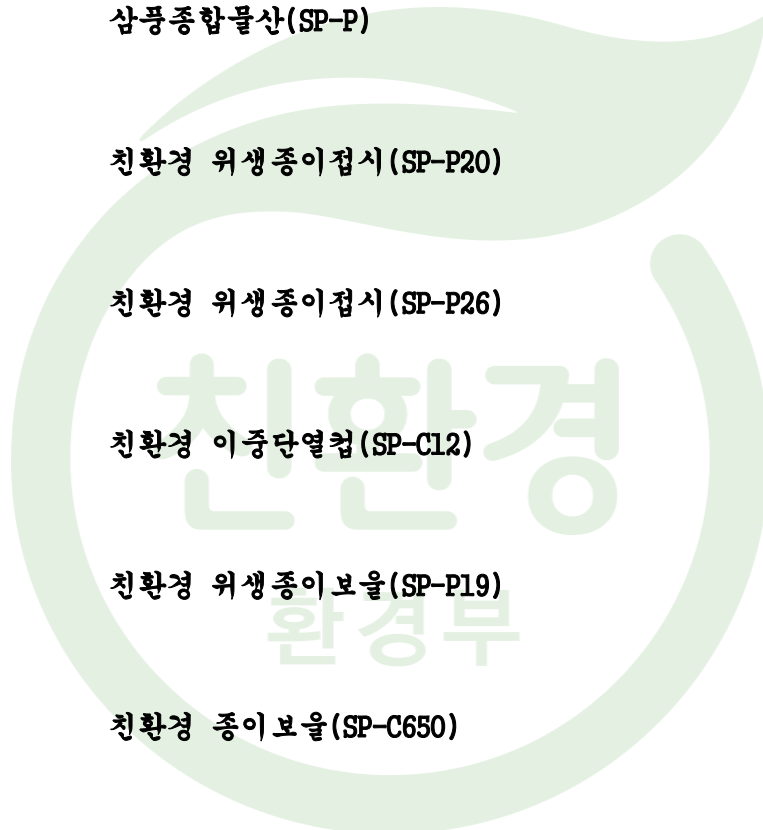 삼풍종합물산(SP-P)
친환경 위생종이접시(SP-P20)
친환경 위생종이접시(SP-P26)
친환경
친환경 이중단열컵(SP-C12)
친환경 위생종이보울(SP-P19)
환경부
친환경 종이보울(SP-C650)